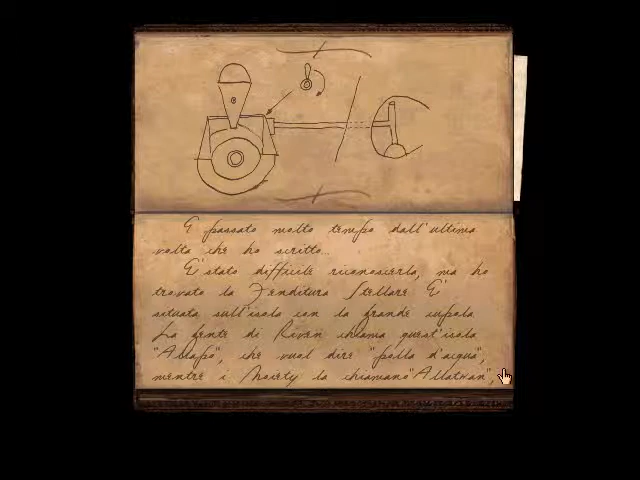 E' passato molto tempo dall'ultima
volta che ho scritto...
E' stato difficile riconoscerla, ma ho
trovato la Fenditura Stellare. E'
situata sull'isola con la grande cupola.
La gente di Riven chiama quest'isola
"Allapo", che vuol dire "palla d'acqua",
mentre i Moiety la chiamano "Allatwan",